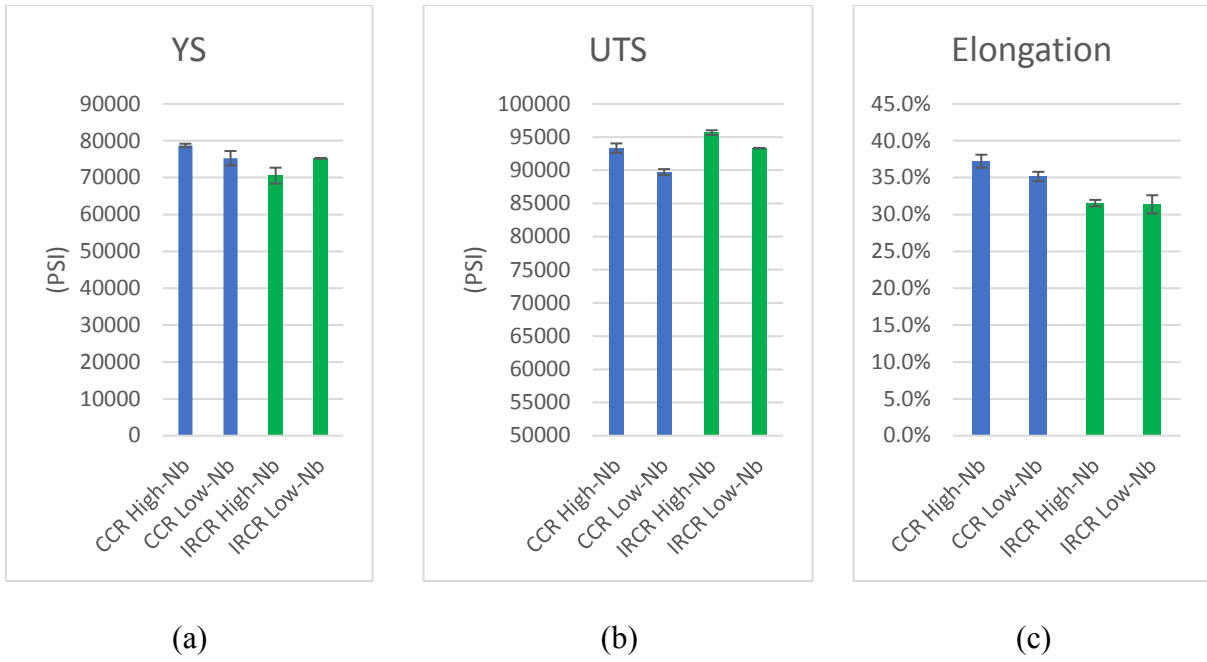 YS
90000
80000
70000
60000
50000
40000
30000
20000
10000
0
(PSI)
CCR High-Nb
CCR Low-Nb
IRCR High-Nb
IRCR Low-Nb
(a)
UTS
100000
95000
90000
85000
80000
75000
70000
65000
60000
55000
50000
(PSI)
CCR High-Nb
CCR Low-Nb
IRCR High-Nb
IRCR Low-Nb
(b)
Elongation
45.0%
40.0%
35.0%
30.0%
25.0%
20.0%
15.0%
10.0%
5.0%
0.0%
CCR High-Nb
CCR Low-Nb
IRCR High-Nb
IRCR Low-Nb
(c)